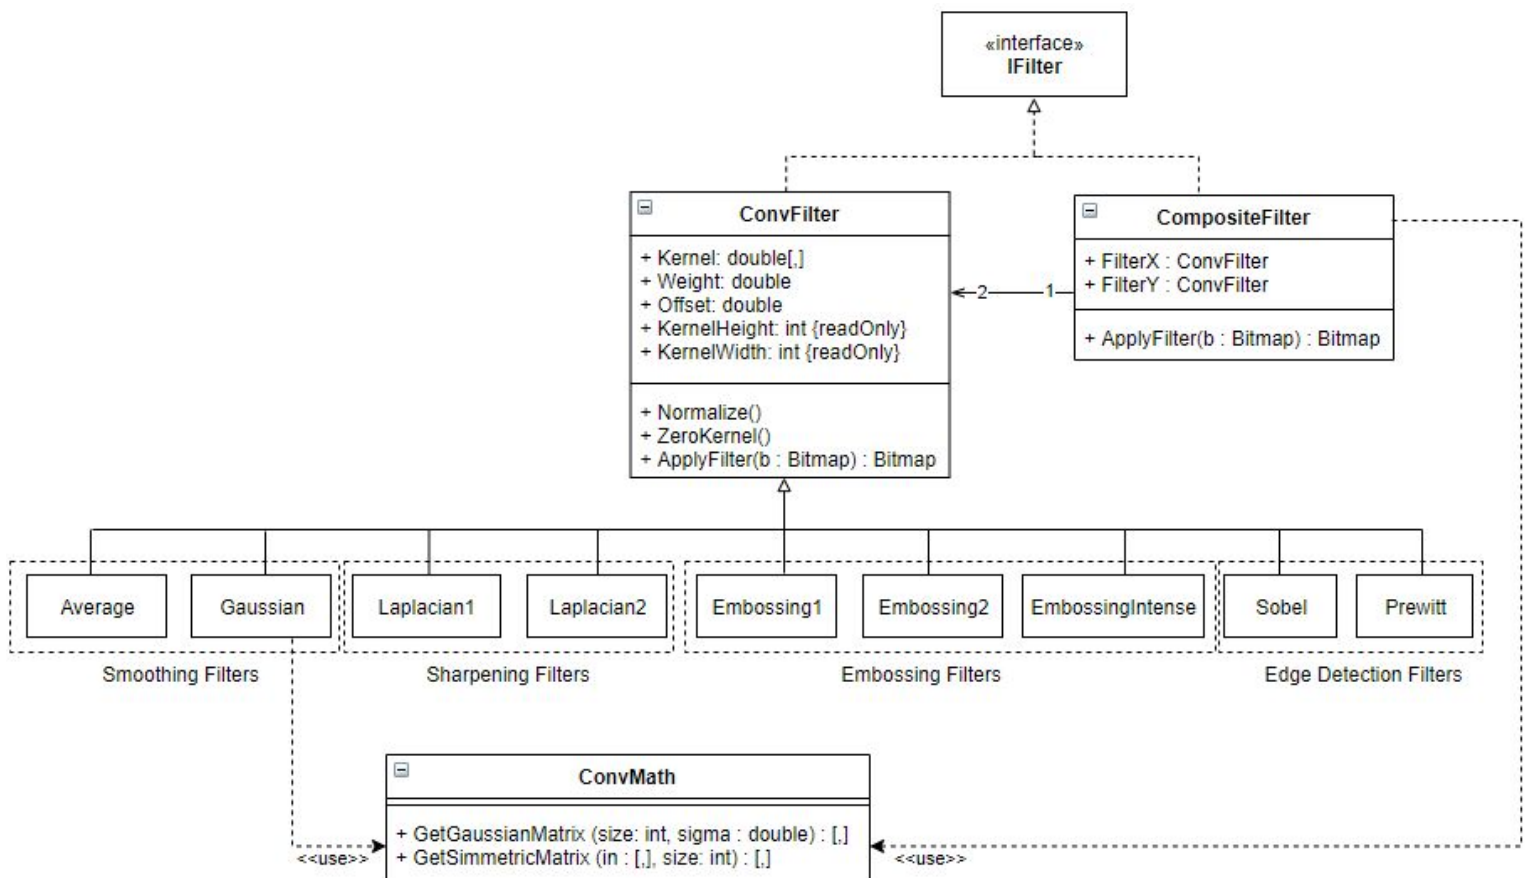 «interface»
IFilter
ConvFilter
+ Kernel: double[,]
+ Weight: double
+ Offset: double
+ KernelHeight: int {readOnly}
+ KernelWidth: int {readOnly}
+ Normalize()
+ ZeroKernel()
+ ApplyFilter(b : Bitmap) : Bitmap
2
1
CompositeFilter
+ FilterX : ConvFilter
+ FilterY : ConvFilter
+ ApplyFilter(b : Bitmap) : Bitmap
Average
Gaussian
Laplacian1
Laplacian2
Embossing1
Embossing2
EmbossingIntense
Sobel
Prewitt
Smoothing Filters
Sharpening Filters
Embossing Filters
Edge Detection Filters
ConvMath
+ GetGaussianMatrix (size: int, sigma : double) : [,]
+ GetSimmetricMatrix (in : [,], size: int) : [,]
<<use>>
<<use>>